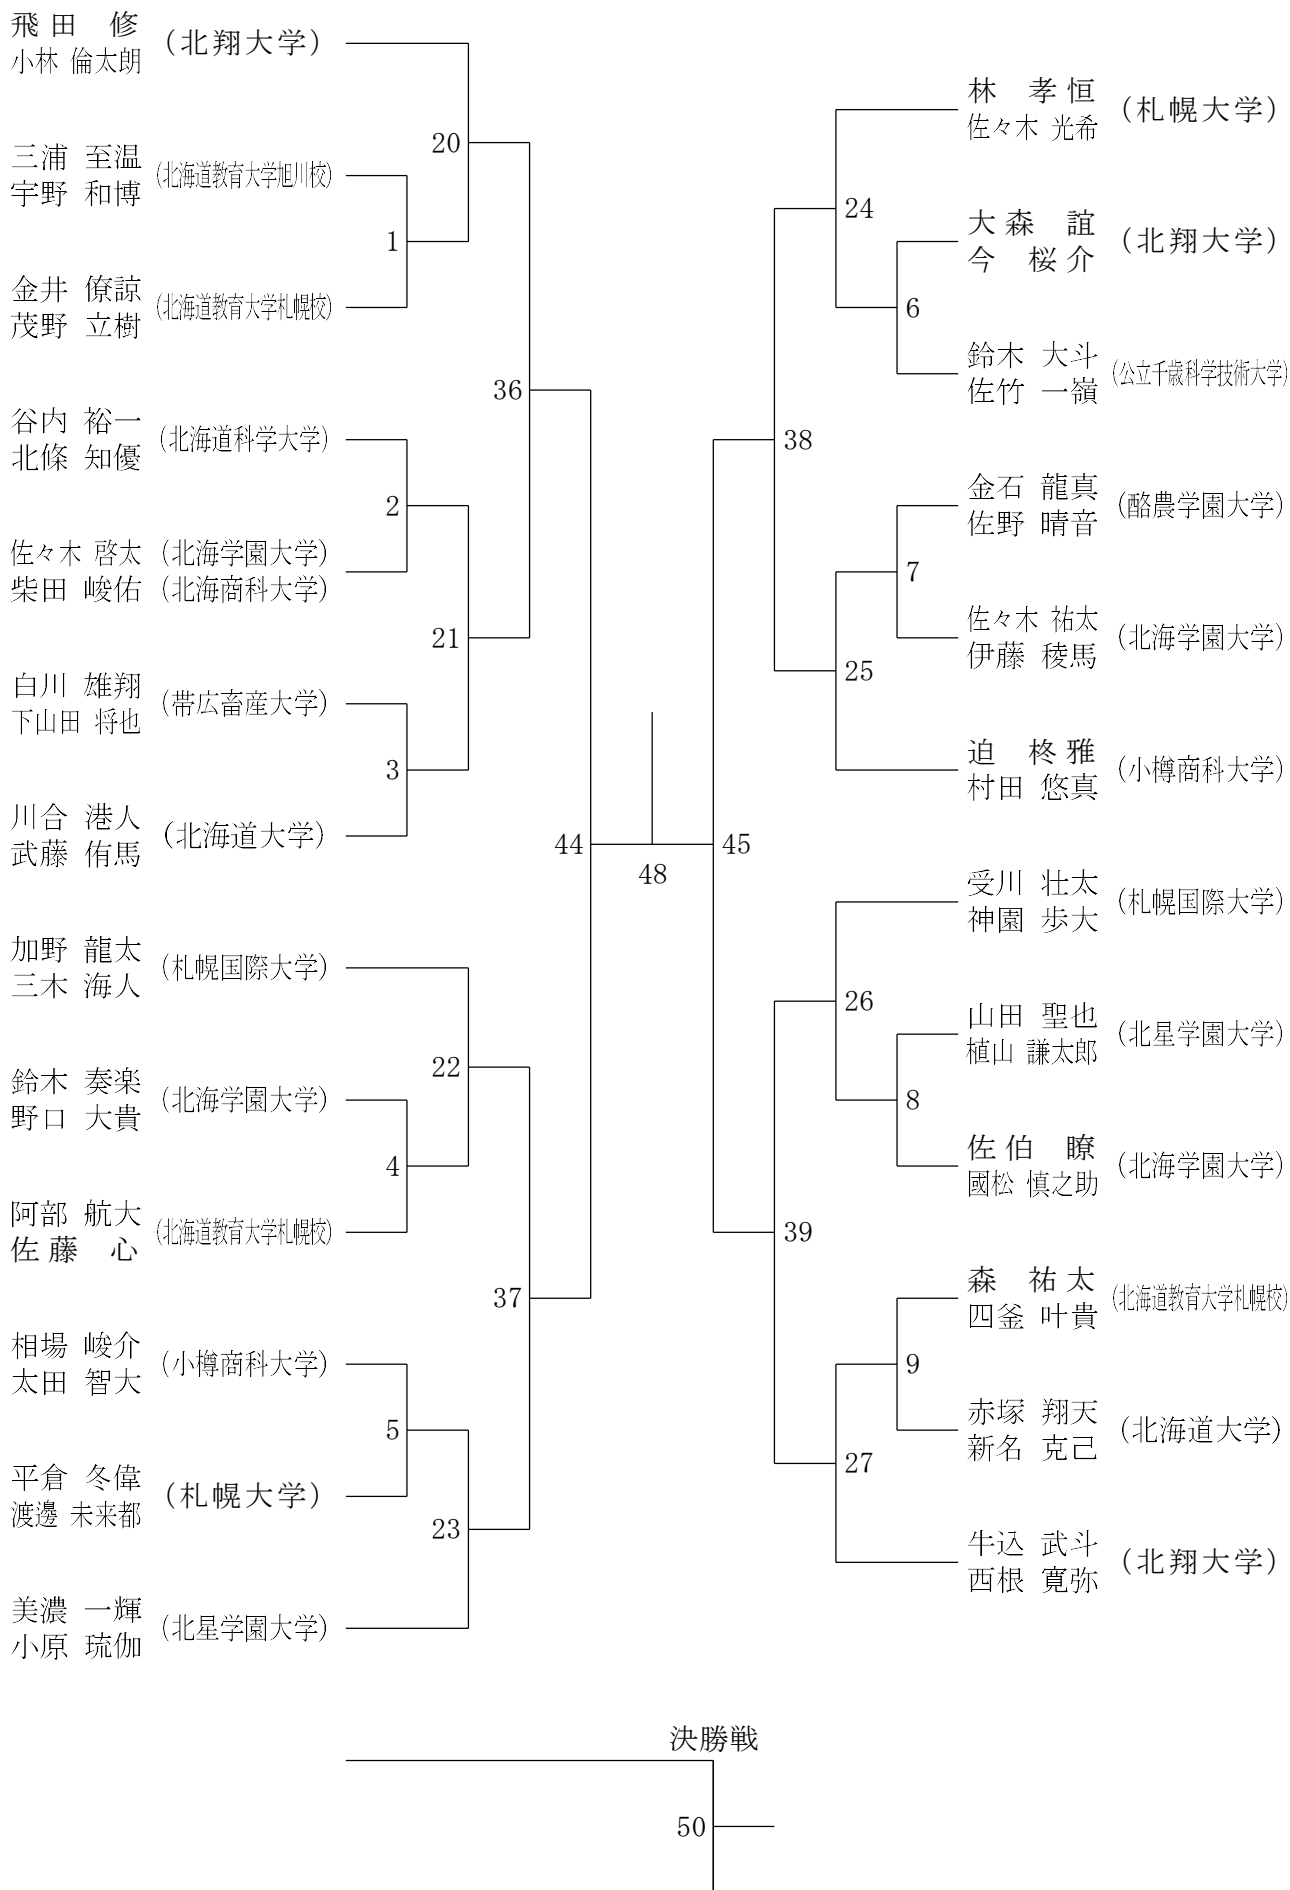 飛田 修 (北翔大学)
小林 倫太朗
20
三浦 至温 (北海道教育大学旭川校)
宇野 和博
1
金井 僚諒 (北海道教育大学札幌校)
茂野 立樹
36
谷内 裕一 (北海道科学大学)
北條 知優
2
佐々木 啓太 (北海学園大学)
柴田 峻佑 (北海商科大学)
21
白川 雄翔 (帯広畜産大学)
下山田 将也
3
川合 港人 (北海道大学)
武藤 侑馬
44
加野 龍太 (札幌国際大学)
三木 海人
22
鈴木 奏楽 (北海学園大学)
野口 大貴
4
阿部 航大 (北海道教育大学札幌校)
佐藤 心
37
相場 峻介 (小樽商科大学)
太田 智大
5
平倉 冬偉 (札幌大学)
渡邊 未来都
23
美濃 一輝 (北星学園大学)
小原 琉伽
48
林 孝恒 (札幌大学)
佐々木 光希
24
大森 誼 (北翔大学)
今 桜介
6
鈴木 大斗 (公立千歳科学技術大学)
佐竹 一嶺
38
金石 龍真 (酪農学園大学)
佐野 晴音
7
佐々木 祐太 (北海学園大学)
伊藤 稜馬
25
迫 柊雅 (小樽商科大学)
村田 悠真
45
受川 壮太 (札幌国際大学)
神園 歩大
26
山田 聖也 (北星学園大学)
植山 謙太郎
8
佐伯 瞭 (北海学園大学)
國松 慎之助
39
森 祐太 (北海道教育大学札幌校)
四釜 叶貴
9
赤塚 翔天 (北海道大学)
新名 克己
27
牛込 武斗 (北翔大学)
西根 寛弥
決勝戦
50